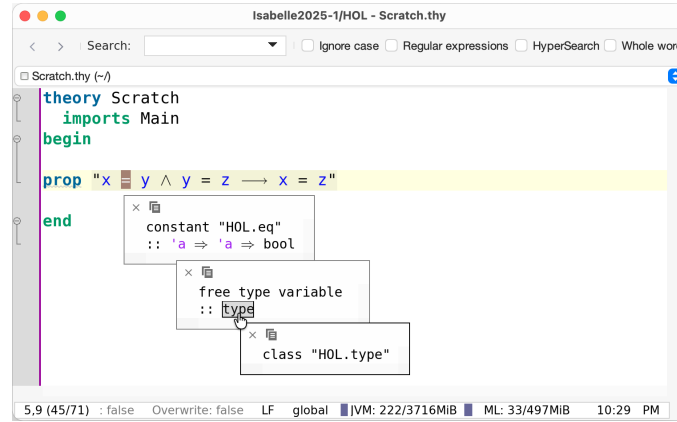 Isabelle2025-1/HOL - Scratch.thy
Search: Ignore case Regular expressions HyperSearch Whole wor
Scratch.thy (~/)
theory Scratch
imports Main
begin
prop "x = y ∧ y = z ⟶ x = z"
end
constant "HOL.eq"
:: 'a ⇒ 'a ⇒ bool
free type variable
:: type
class "HOL.type"
5,9 (45/71) : false Overwrite: false LF global JVM: 222/3716MiB ML: 33/497MiB 10:29 PM